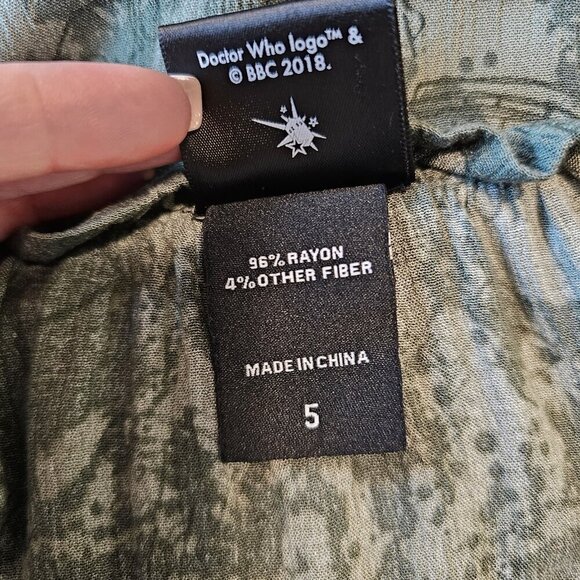 Doctor Who logo™ &
© BBC 2018.
96% RAYON
4% OTHER FIBER
MADE IN CHINA
5